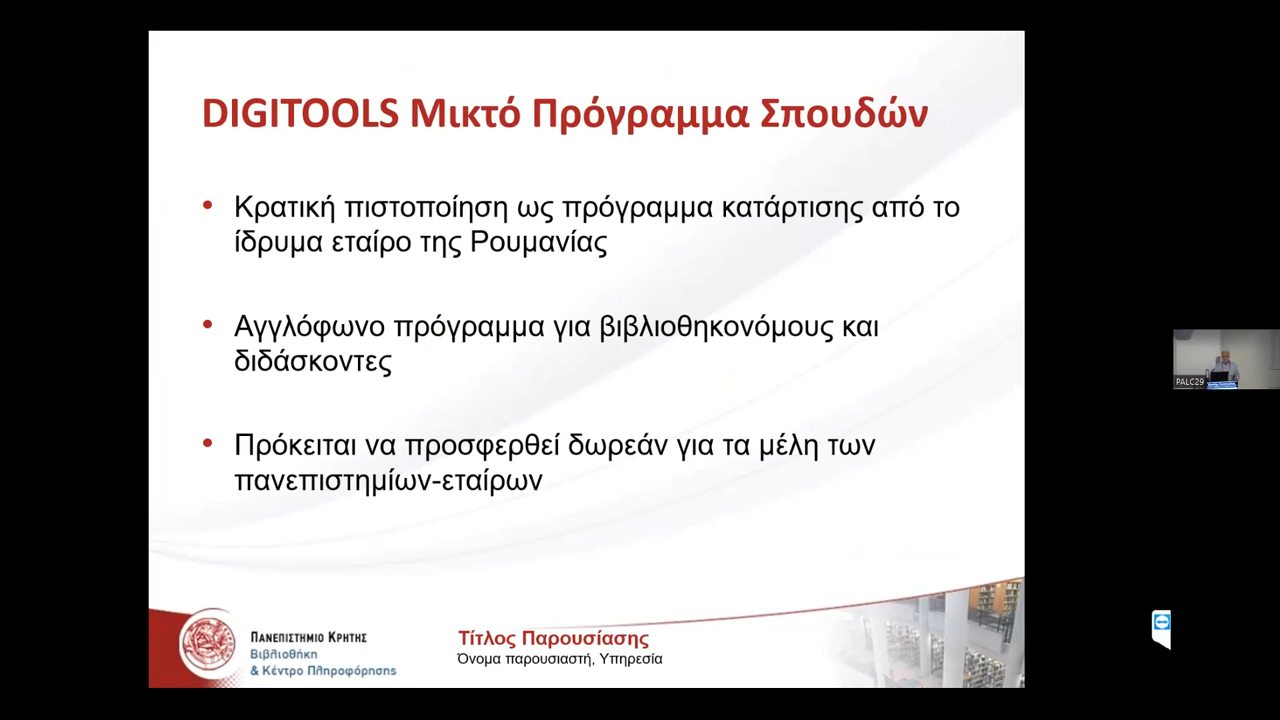 DIGITOOLS Μικτό Πρόγραμμα Σπουδών
• Κρατική πιστοποίηση ως πρόγραμμα κατάρτισης από το
ίδρυμα εταίρο της Ρουμανίας
• Αγγλόφωνο πρόγραμμα για βιβλιοθηκονόμους και
διδάσκοντες
• Πρόκειται να προσφερθεί δωρεάν για τα μέλη των
πανεπιστημίων-εταίρων
ΠΑΝΕΠΙΣΤΗΜΙΟ ΚΡΗΤΗΣ
Βιβλιοθήκη
& Κέντρο Πληροφόρησης
Τίτλος Παρουσίασης
Όνομα παρουσιαστή, Υπηρεσία
PALC29